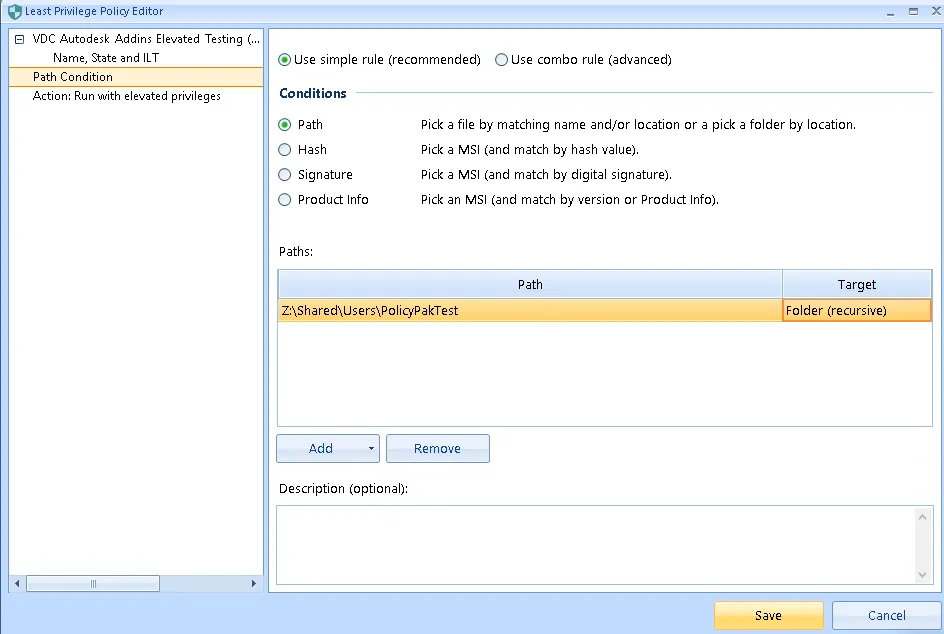 Least Privilege Policy Editor
VDC Autodesk Addins Elevated Testing (...
Name, State and ILT
Path Condition
Action: Run with elevated privileges
Use simple rule (recommended) Use combo rule (advanced)
Conditions
Path Pick a file by matching name and/or location or a pick a folder by location.
Hash Pick a MSI (and match by hash value).
Signature Pick a MSI (and match by digital signature).
Product Info Pick an MSI (and match by version or Product Info).
Paths:
Path Target
Z:\Shared\Users\PolicyPakTest Folder (recursive)
Add Remove
Description (optional):
Save Cancel